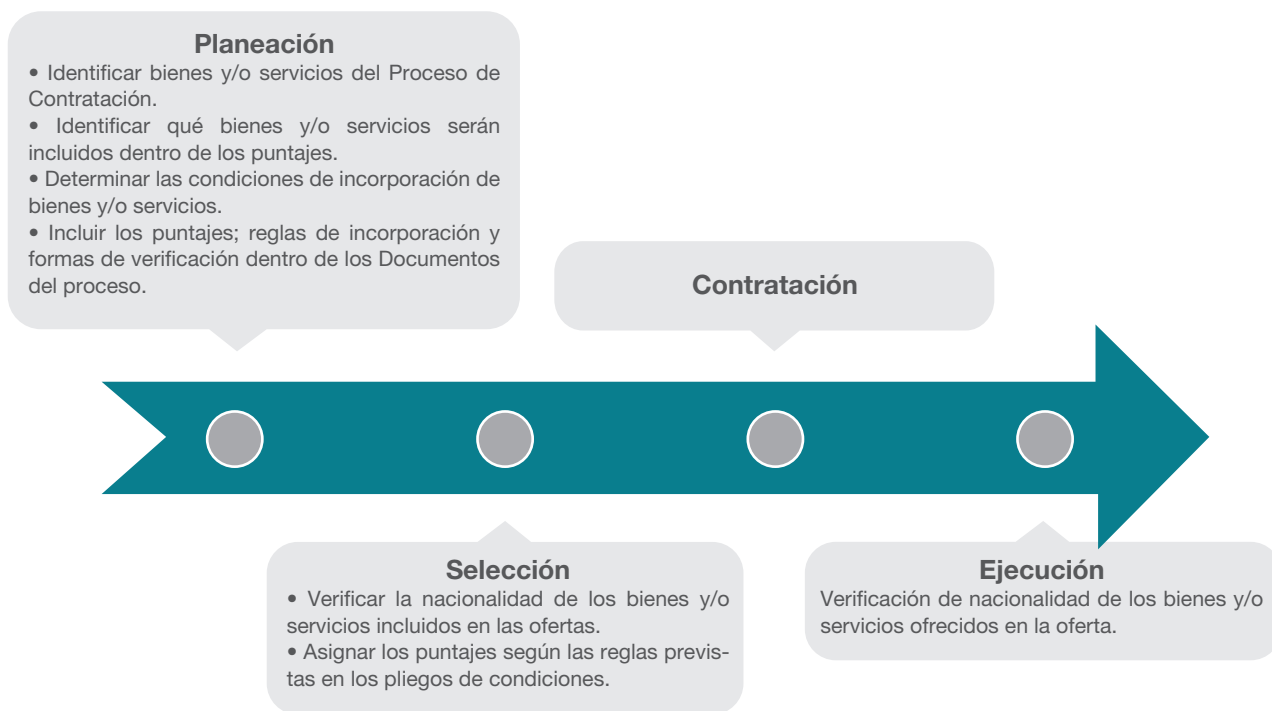 Planeación
• Identificar bienes y/o servicios del Proceso de
Contratación.
• Identificar qué bienes y/o servicios serán
incluidos dentro de los puntajes.
• Determinar las condiciones de incorporación de
bienes y/o servicios.
• Incluir los puntajes; reglas de incorporación y
formas de verificación dentro de los Documentos
del proceso.
Contratación
Selección
• Verificar la nacionalidad de los bienes y/o
servicios incluidos en las ofertas.
• Asignar los puntajes según las reglas previs-
tas en los pliegos de condiciones.
Ejecución
Verificación de nacionalidad de los bienes y/o
servicios ofrecidos en la oferta.